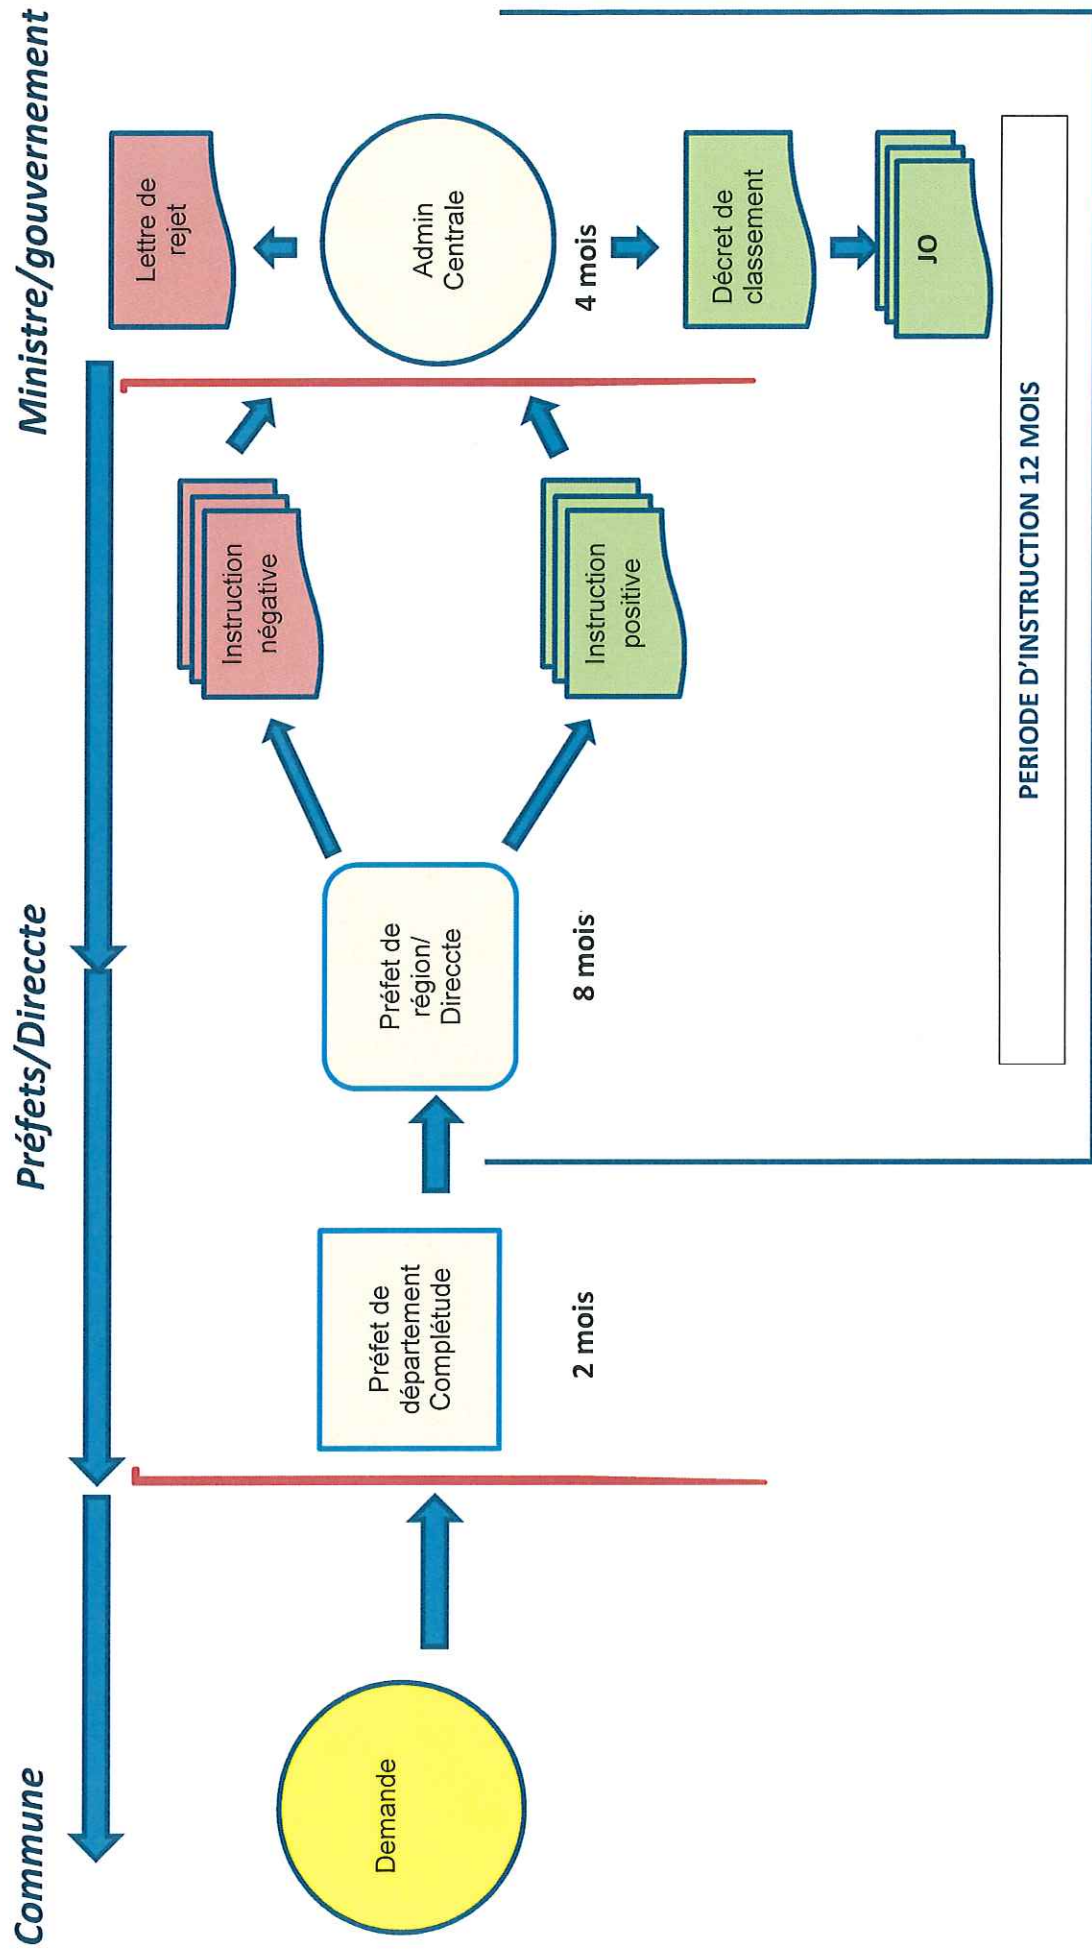 Commune
Préfets/Direccte
Ministre/gouvernement
Demande
Préfet de
département
Complétude
2 mois
Préfet de
région/
Direccte
8 mois
Instruction
négative
Instruction
positive
Lettre de
rejet
Admin
Centrale
4 mois
Décret de
classement
JO
PERIODE D'INSTRUCTION 12 MOIS